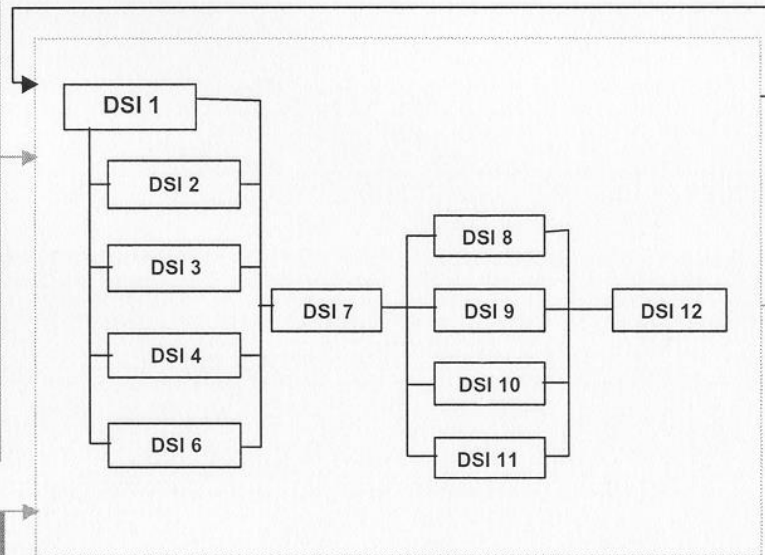 DSI 1
DSI 2
DSI 3
DSI 4
DSI 6
DSI 7
DSI 8
DSI 9
DSI 10
DSI 11
DSI 12